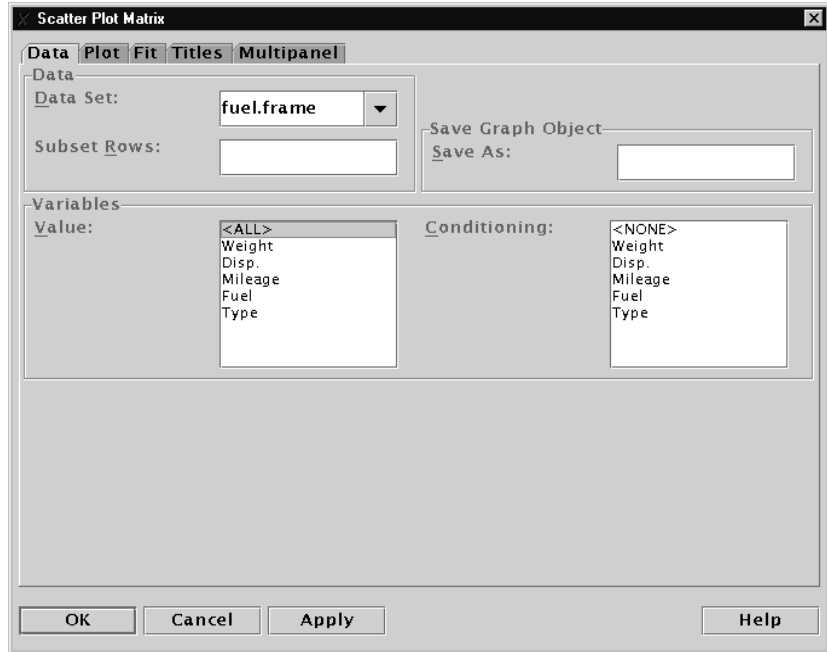 Scatter Plot Matrix
Data Plot Fit Titles Multipanel
Data
Data Set:
fuel.frame
Subset Rows:
Save Graph Object
Save As:
Variables
Value:
<ALL>
Weight
Disp.
Mileage
Fuel
Type
Conditioning:
<NONE>
Weight
Disp.
Mileage
Fuel
Type
OK Cancel Apply Help